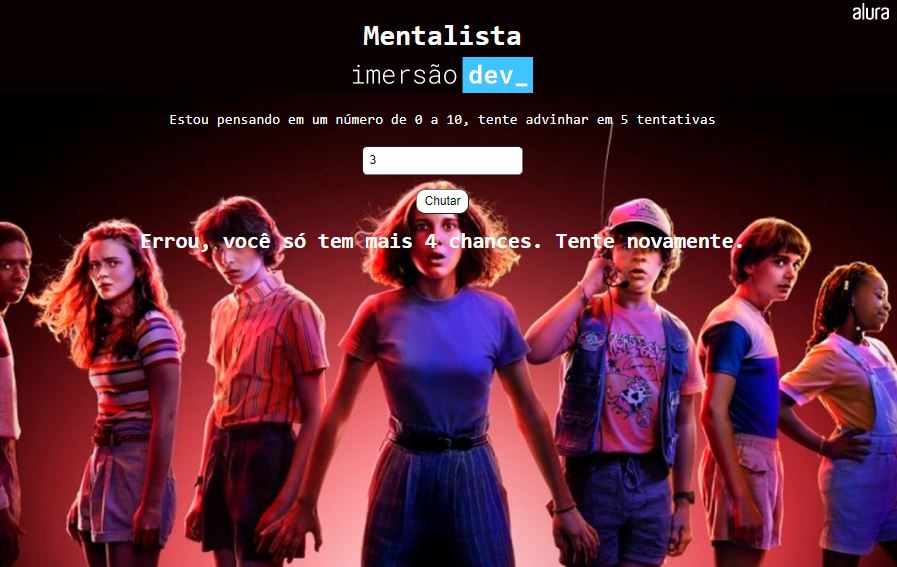 alura
Mentalista
imersão dev_
Estou pensando em um número de 0 a 10, tente advinhar em 5 tentativas
3
Chutar
Errou, você só tem mais 4 chances. Tente novamente.